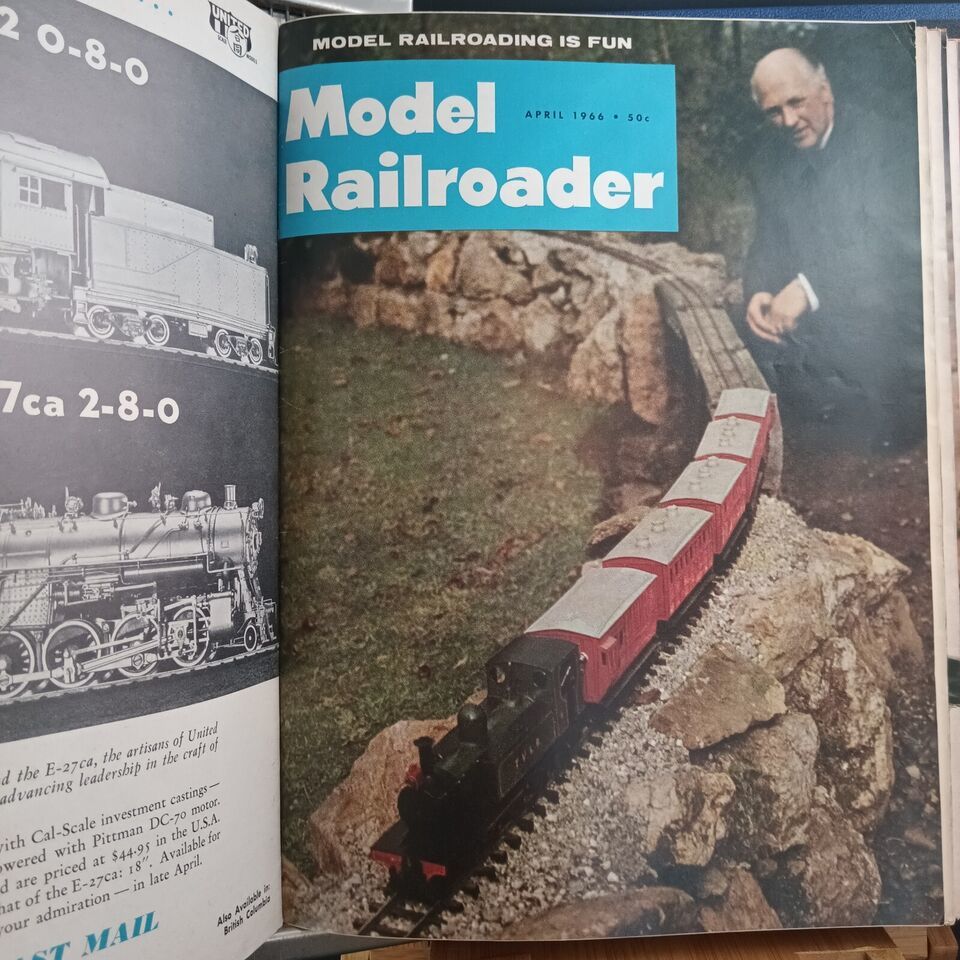 2 0-8-0
UNITED
7ca 2-8-0
d the E-27ca, the artisans of United
advancing leadership in the craft of
with Cal-Scale investment castings—
owered with Pittman DC-70 motor.
d are priced at $44.95 in the U.S.A.
hat of the E-27ca: 18". Available for
your admiration — in late April.
AST MAIL
Also Available in:
British Columbia
MODEL RAILROADING IS FUN
Model
APRIL 1966 • 50c
Railroader